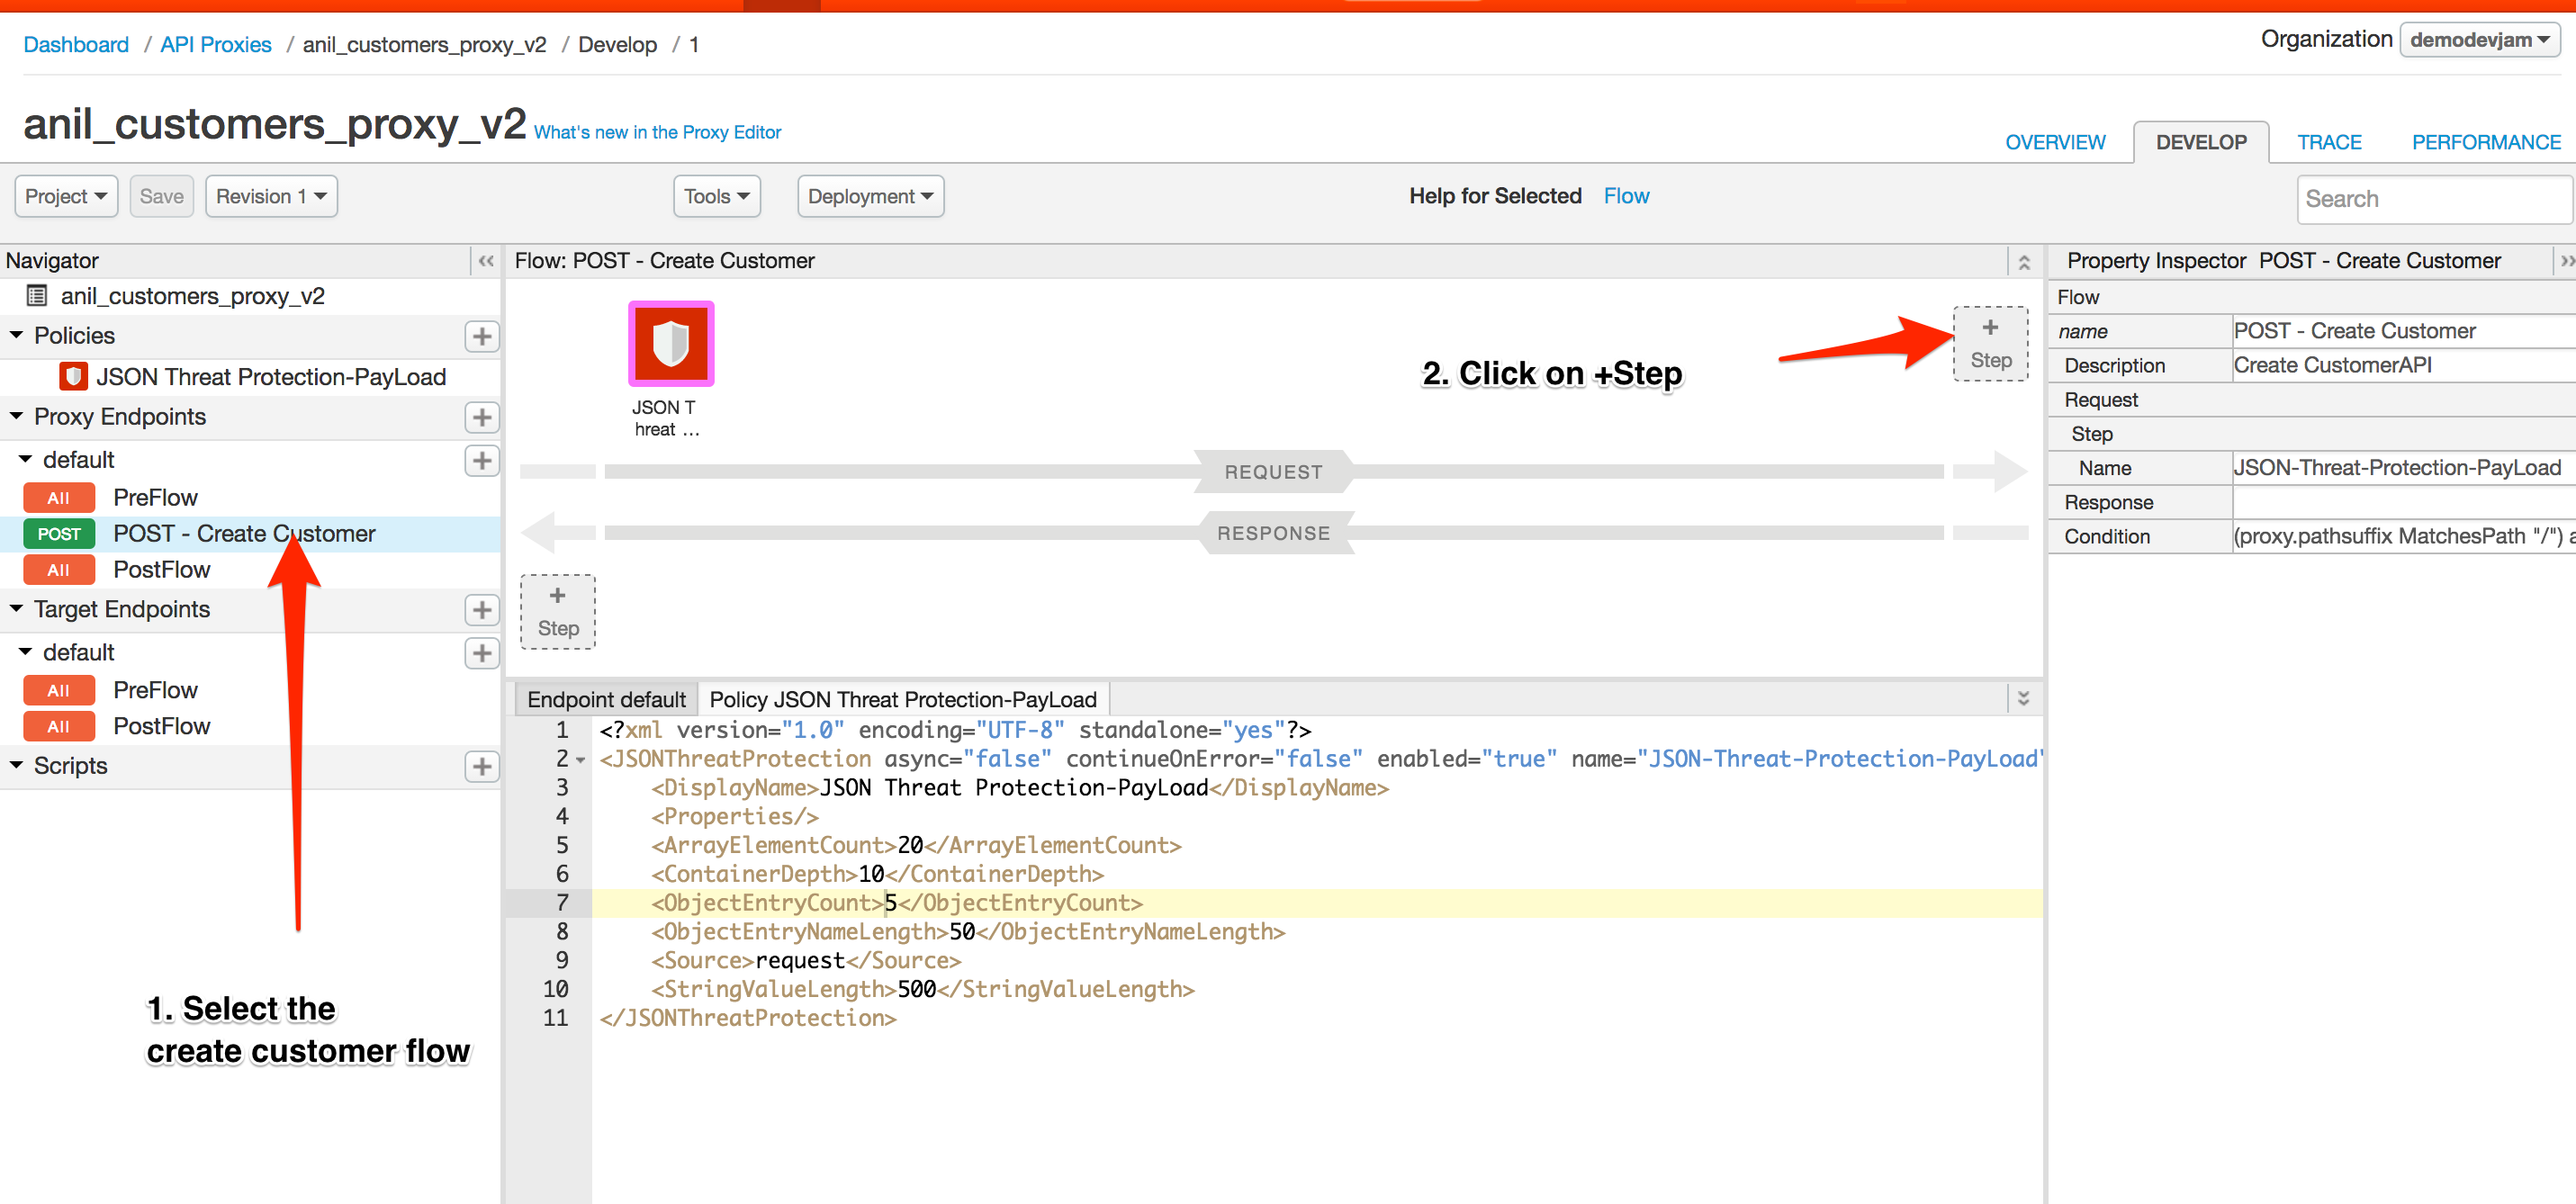 Dashboard / API Proxies / anil_customers_proxy_v2 / Develop / 1
Organization demodevjam
anil_customers_proxy_v2 What's new in the Proxy Editor
OVERVIEW DEVELOP TRACE PERFORMANCE
Project Save Revision 1 Tools Deployment Help for Selected Flow Search
Navigator
anil_customers_proxy_v2
Policies
JSON Threat Protection-PayLoad
Proxy Endpoints
default
All PreFlow
POST POST - Create Customer
All PostFlow
Target Endpoints
default
All PreFlow
All PostFlow
Scripts
1. Select the
create customer flow
Flow: POST - Create Customer
JSON T
hreat ...
2. Click on +Step
+
Step
REQUEST
RESPONSE
+
Step
Endpoint default Policy JSON Threat Protection-PayLoad
1 <?xml version="1.0" encoding="UTF-8" standalone="yes"?>
2 <JSONThreatProtection async="false" continueOnError="false" enabled="true" name="JSON-Threat-Protection-PayLoad"
3 <DisplayName>JSON Threat Protection-PayLoad</DisplayName>
4 <Properties/>
5 <ArrayElementCount>20</ArrayElementCount>
6 <ContainerDepth>10</ContainerDepth>
7 <ObjectEntryCount>5</ObjectEntryCount>
8 <ObjectEntryNameLength>50</ObjectEntryNameLength>
9 <Source>request</Source>
10 <StringValueLength>500</StringValueLength>
11 </JSONThreatProtection>
Property Inspector POST - Create Customer
Flow
name POST - Create Customer
Description Create CustomerAPI
Request
Step
Name JSON-Threat-Protection-PayLoad
Response
Condition (proxy.pathsuffix MatchesPath "/") a